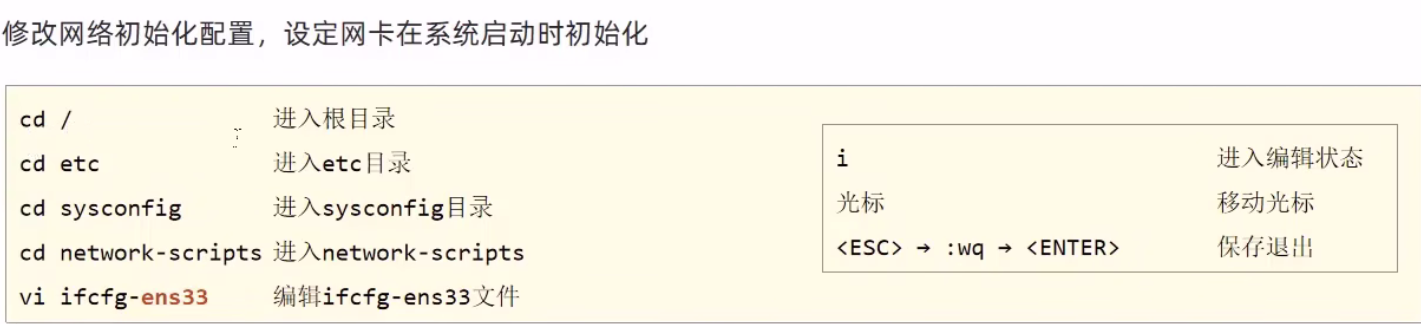 修改网络初始化配置，设定网卡在系统启动时初始化
cd / 进入根目录
cd etc 进入etc目录
cd sysconfig 进入sysconfig目录
cd network-scripts 进入network-scripts
vi ifcfg-ens33 编辑ifcfg-ens33文件
i 进入编辑状态
光标 移动光标
<ESC> → :wq → <ENTER> 保存退出